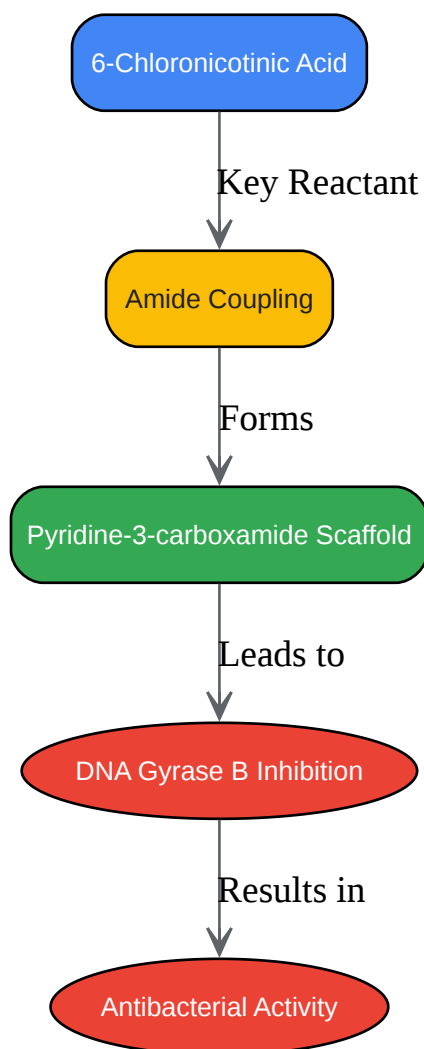 6-Chloronicotinic Acid
Key Reactant
Amide Coupling
Forms
Pyridine-3-carboxamide Scaffold
Leads to
DNA Gyrase B Inhibition
Results in
Antibacterial Activity